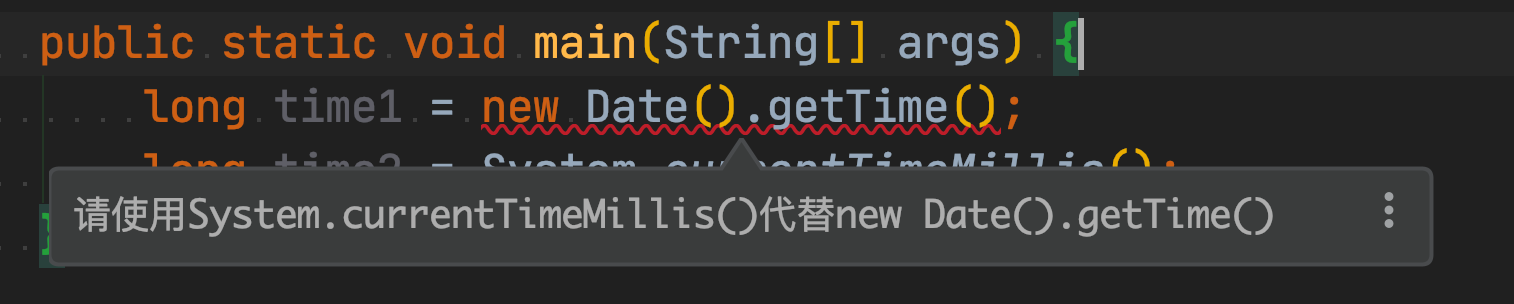 public static void main(String[] args) {
long time1 = new Date().getTime();
long time2 = System.currentTimeMillis();
请使用System.currentTimeMillis()代替new Date().getTime()
}